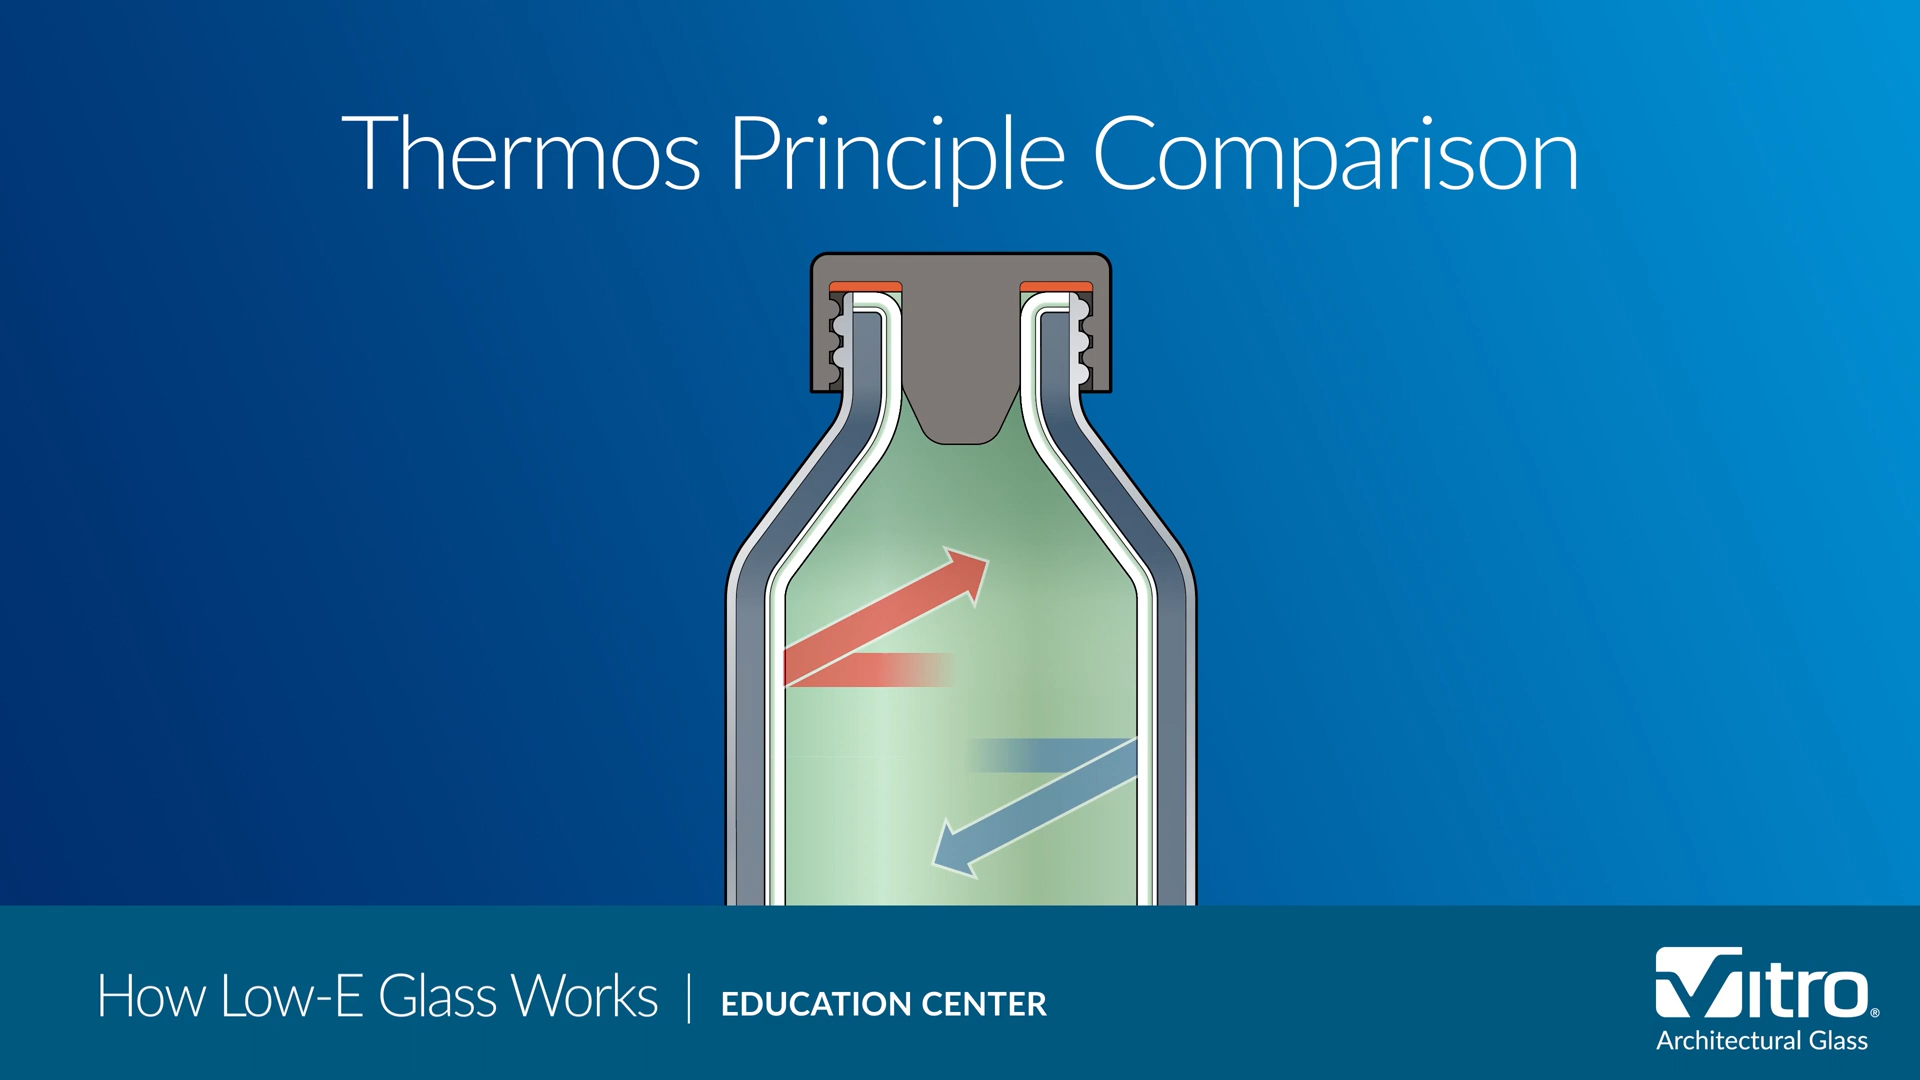 Thermos Principle Comparison
How Low-E Glass Works | EDUCATION CENTER
Vitro®
Architectural Glass